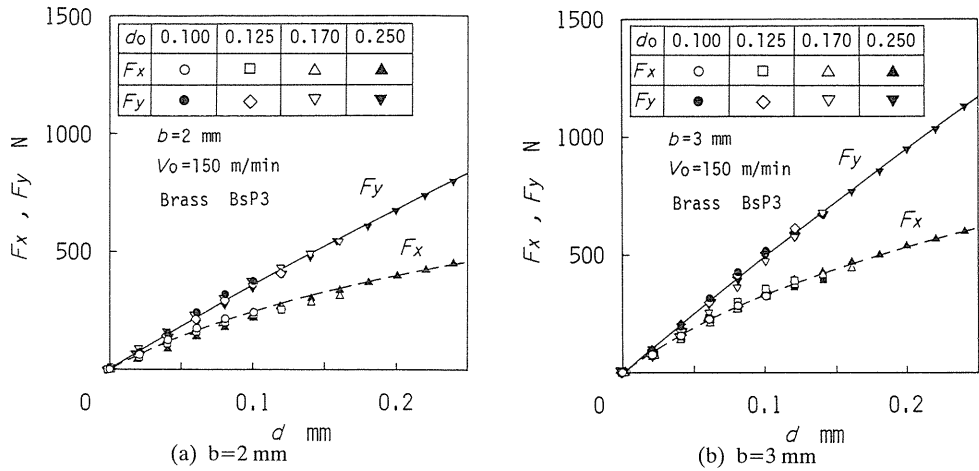 1500
do 0.100 0.125 0.170 0.250
Fx ○ □ △ ▲
Fy ● ◇ ▽ ▼
b=2 mm
Vo=150 m/min
Brass BsP3
1000
500
0
Fx , Fy N
Fy
Fx
0.1
0.2
d mm
(a) b=2 mm
1500
do 0.100 0.125 0.170 0.250
Fx ○ □ △ ▲
Fy ● ◇ ▽ ▼
b=3 mm
Vo=150 m/min
Brass BsP3
1000
500
0
Fx , Fy N
Fy
Fx
0.1
0.2
d mm
(b) b=3 mm